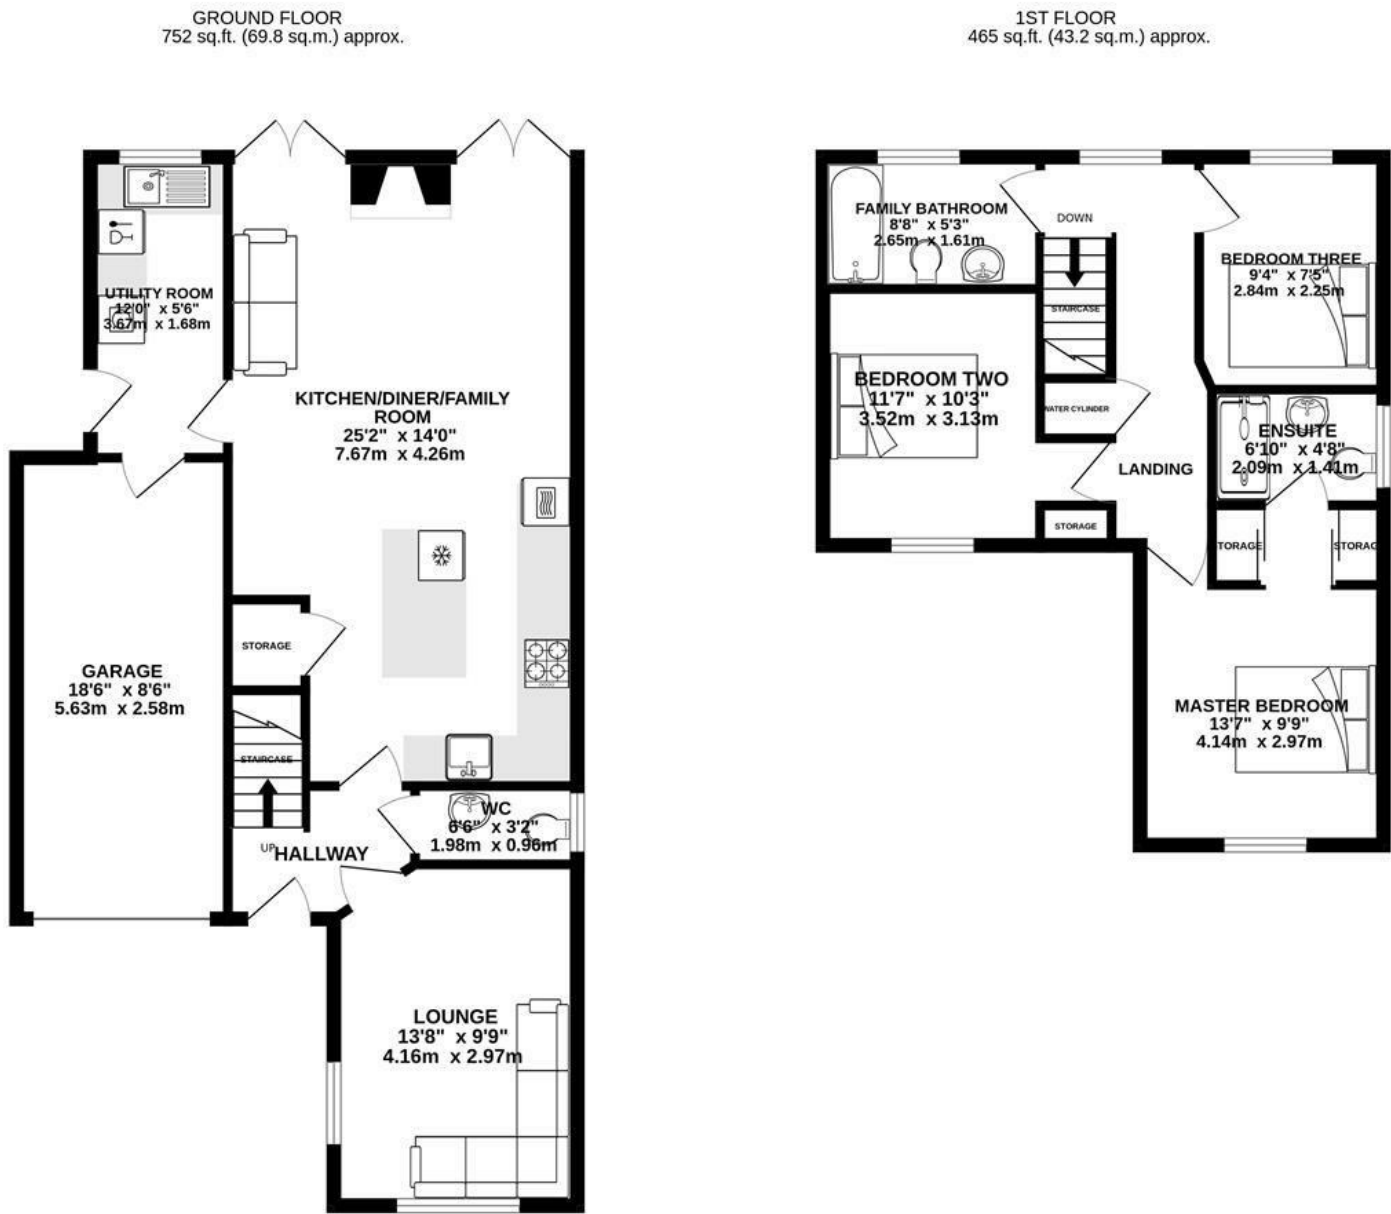 GROUND FLOOR
752 sq.ft. (69.8 sq.m.) approx.
UTILITY ROOM
12'0" x 5'6"
3.67m x 1.68m
KITCHEN/DINER/FAMILY
ROOM
25'2" x 14'0"
7.67m x 4.26m
STORAGE
GARAGE
18'6" x 8'6"
5.63m x 2.58m
STAIRCASE
UP
HALLWAY
WC
6'6" x 3'2"
1.98m x 0.96m
LOUNGE
13'8" x 9'9"
4.16m x 2.97m
1ST FLOOR
465 sq.ft. (43.2 sq.m.) approx.
FAMILY BATHROOM
8'8" x 5'3"
2.65m x 1.61m
DOWN
STAIRCASE
BEDROOM THREE
9'4" x 7'5"
2.84m x 2.25m
BEDROOM TWO
11'7" x 10'3"
3.52m x 3.13m
WATER CYLINDER
ENSUITE
6'10" x 4'8"
2.09m x 1.41m
LANDING
STORAGE
TORAGE
STORAG
MASTER BEDROOM
13'7" x 9'9"
4.14m x 2.97m